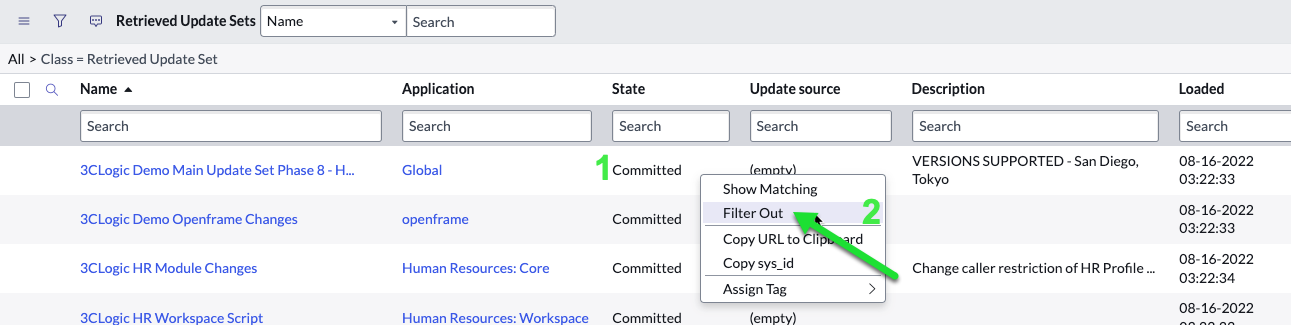 Retrieved Update Sets Name Search
All > Class = Retrieved Update Set
Name Application State Update source Description Loaded
Search Search Search Search Search Search
3CLogic Demo Main Update Set Phase 8 - H... Global 1 Committed (empty) VERSIONS SUPPORTED - San Diego, Tokyo 08-16-2022 03:22:33
Show Matching
Filter Out 2
3CLogic Demo Openframe Changes openframe Committed 08-16-2022 03:22:33
Copy URL to Clipboard
Copy sys_id
3CLogic HR Module Changes Human Resources: Core Committed Change caller restriction of HR Profile ... 08-16-2022 03:22:34
Assign Tag
3CLogic HR Workspace Script Human Resources: Workspace Committed (empty) 08-16-2022